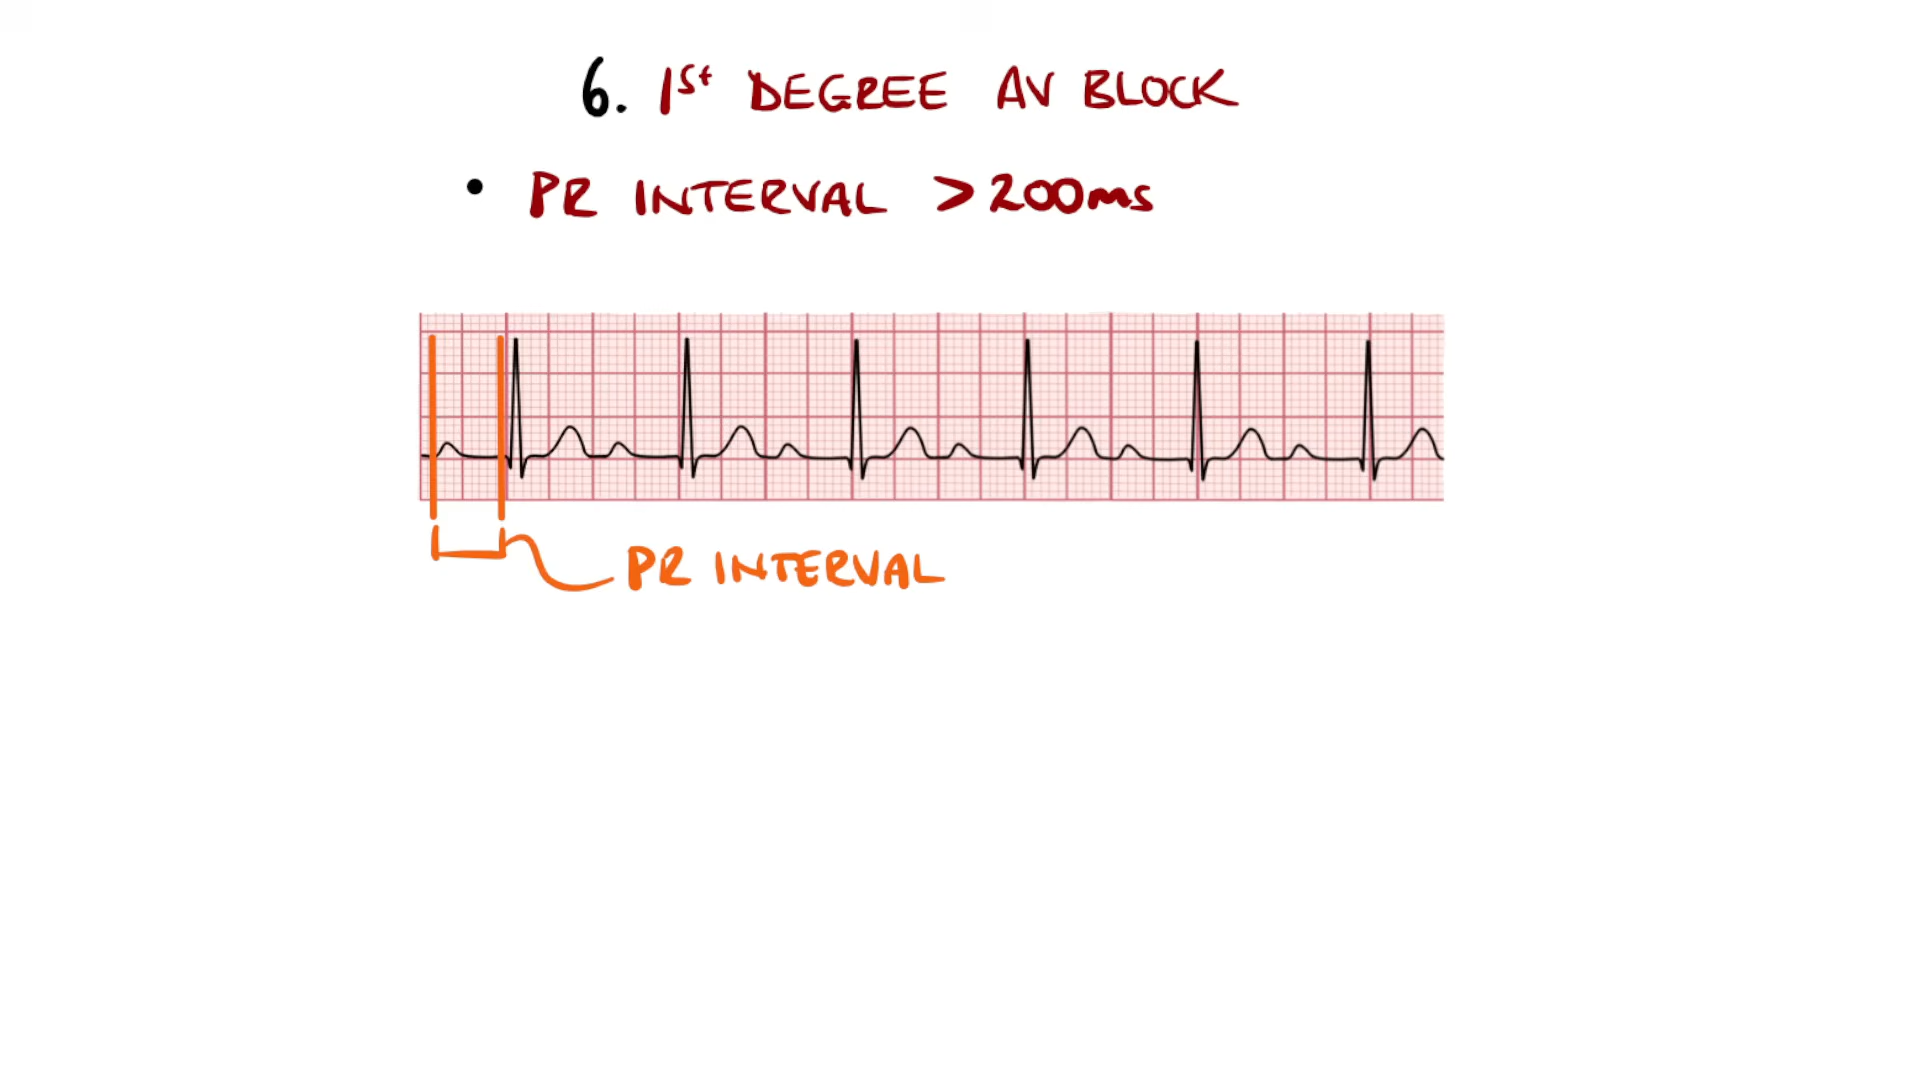 6. 1st DEGREE AV BLOCK
• PR INTERVAL >200ms
PR INTERVAL